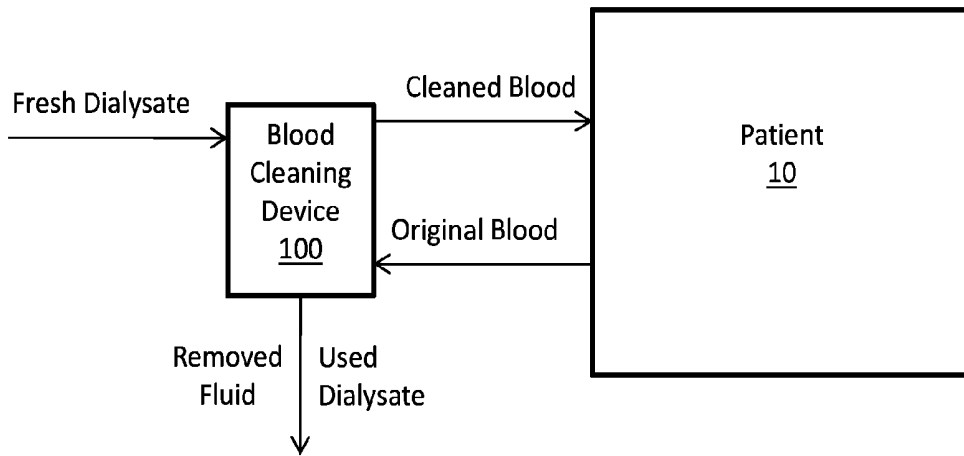 Fresh Dialysate
Blood
Cleaning
Device
100
Cleaned Blood
Original Blood
Patient
10
Removed
Fluid
Used
Dialysate